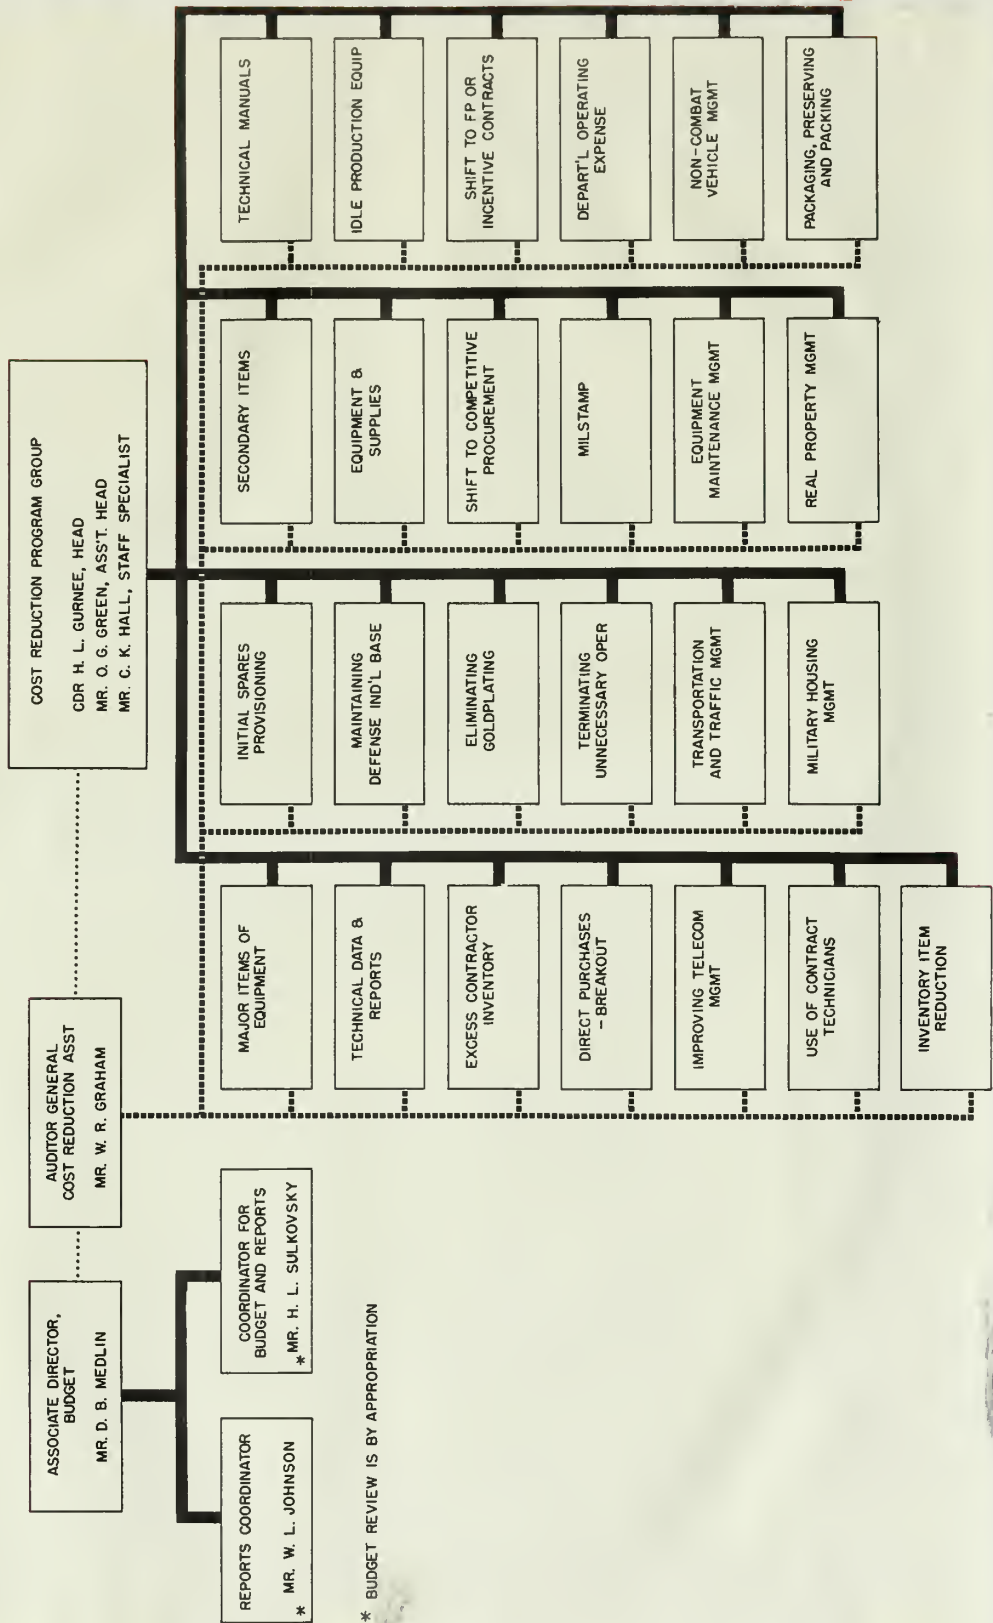 COST REDUCTION PROGRAM GROUP
CDR H. L. GURNEE, HEAD
MR. O. G. GREEN, ASS'T. HEAD
MR. C. K. HALL, STAFF SPECIALIST
AUDITOR GENERAL
COST REDUCTION ASST
MR. W. R. GRAHAM
ASSOCIATE DIRECTOR,
BUDGET
MR. D. B. MEDLIN
REPORTS COORDINATOR
* MR. W. L. JOHNSON
COORDINATOR FOR
BUDGET AND REPORTS
* MR. H. L. SULKOVSKY
* BUDGET REVIEW IS BY APPROPRIATION
MAJOR ITEMS OF
EQUIPMENT
TECHNICAL DATA &
REPORTS
EXCESS CONTRACTOR
INVENTORY
DIRECT PURCHASES
– BREAKOUT
IMPROVING TELECOM
MGMT
USE OF CONTRACT
TECHNICIANS
INVENTORY ITEM
REDUCTION
INITIAL SPARES
PROVISIONING
MAINTAINING
DEFENSE IND'L BASE
ELIMINATING
GOLDPLATING
TERMINATING
UNNECESSARY OPER
TRANSPORTATION
AND TRAFFIC MGMT
MILITARY HOUSING
MGMT
SECONDARY ITEMS
EQUIPMENT &
SUPPLIES
SHIFT TO COMPETITIVE
PROCUREMENT
MILSTAMP
EQUIPMENT
MAINTENANCE MGMT
REAL PROPERTY MGMT
TECHNICAL MANUALS
IDLE PRODUCTION EQUIP
SHIFT TO FP OR
INCENTIVE CONTRACTS
DEPART'L OPERATING
EXPENSE
NON-COMBAT
VEHICLE MGMT
PACKAGING, PRESERVING
AND PACKING